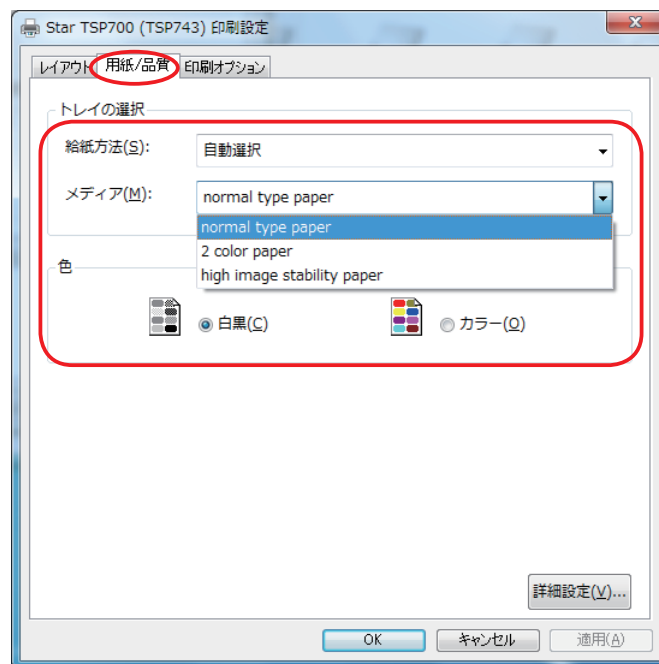 Star TSP700 (TSP743) 印刷設定
レイアウト 用紙/品質 印刷オプション
トレイの選択
給紙方法(S): 自動選択
メディア(M): normal type paper
normal type paper
2 color paper
high image stability paper
色
白黒(C) カラー(O)
詳細設定(V)...
OK キャンセル 適用(A)